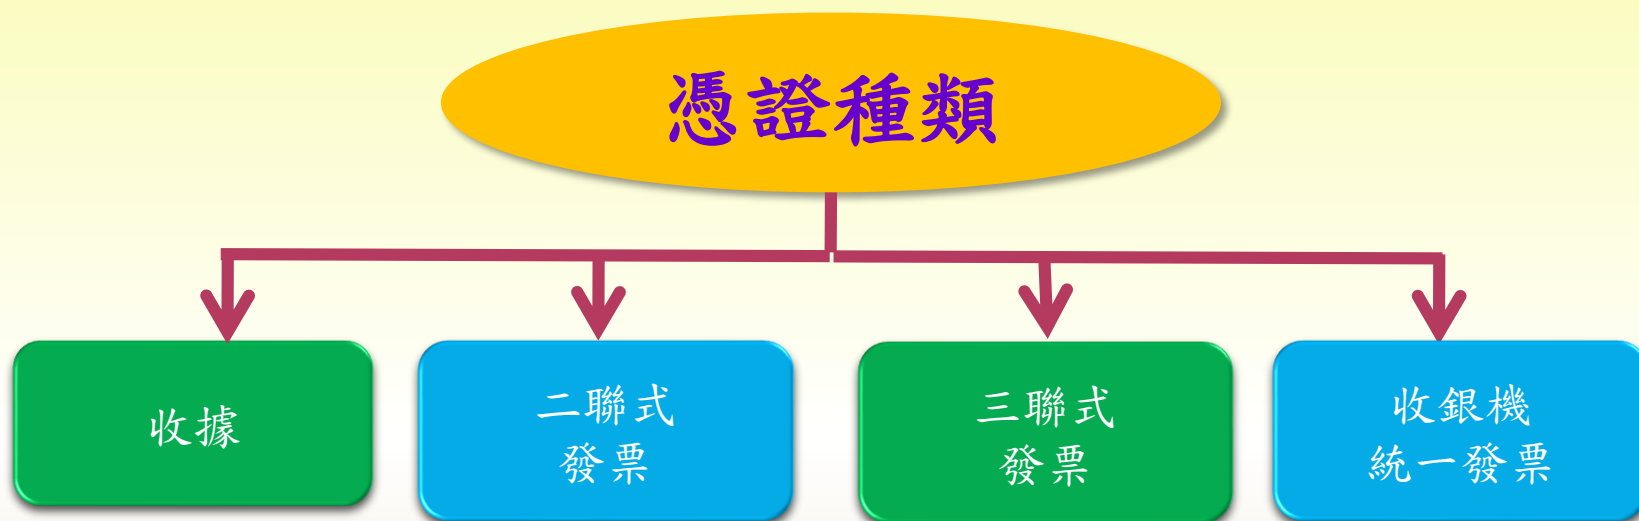 憑證種類
收據
二聯式
發票
三聯式
發票
收銀機
統一發票